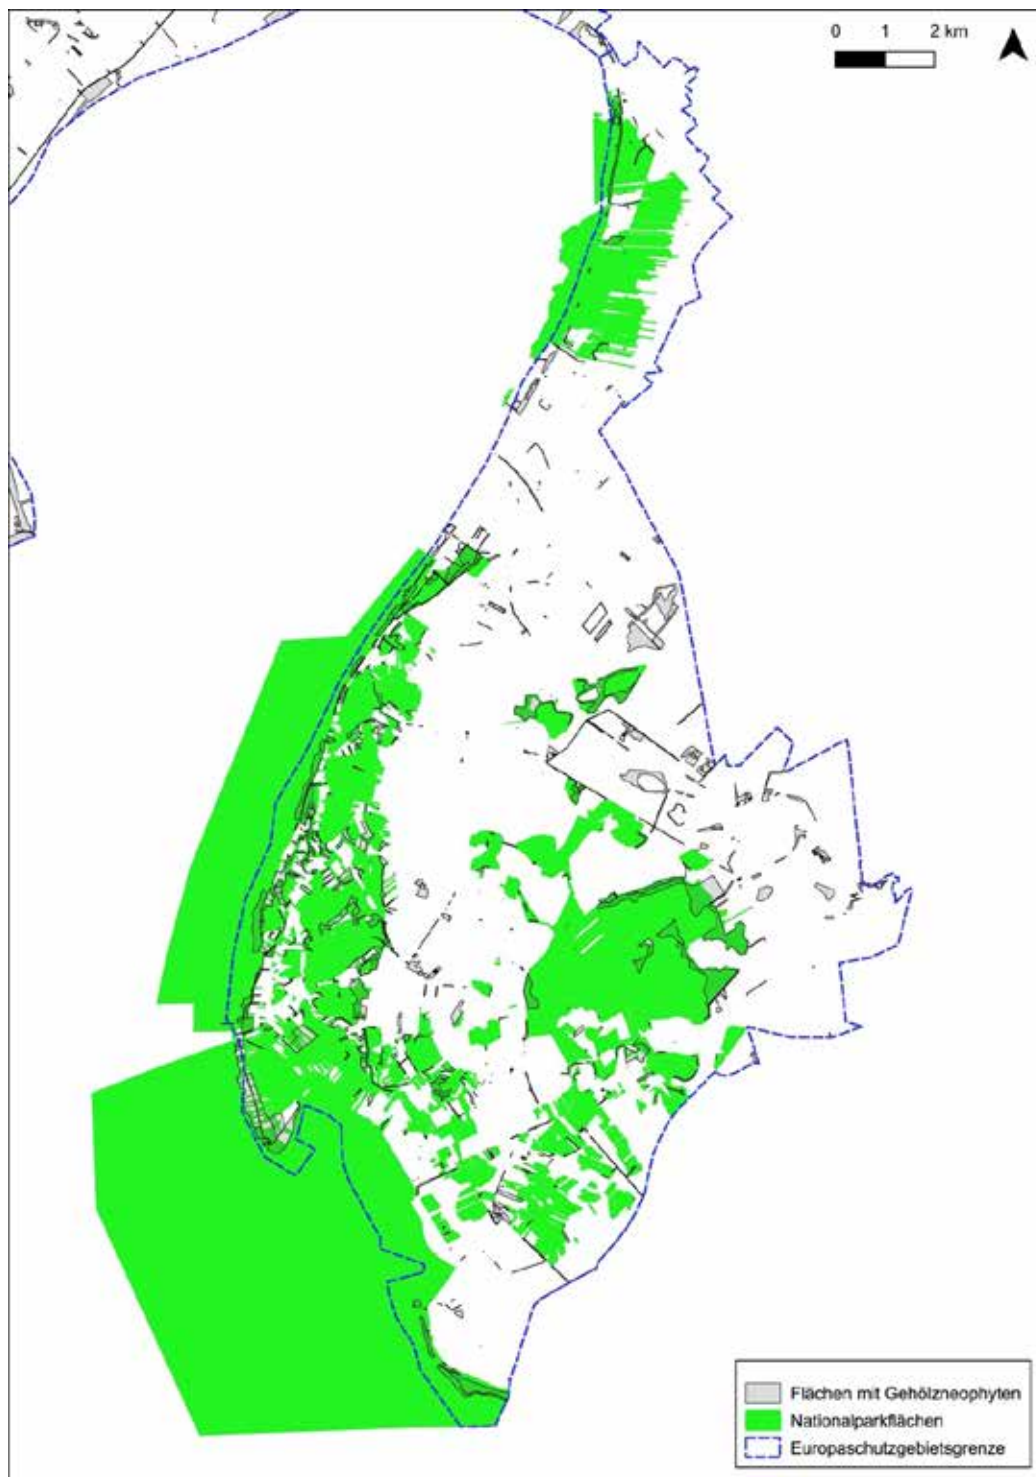 0 1 2 km
Flächen mit Gehölzneophyten
Nationalparkflächen
Europaschutzgebietsgrenze